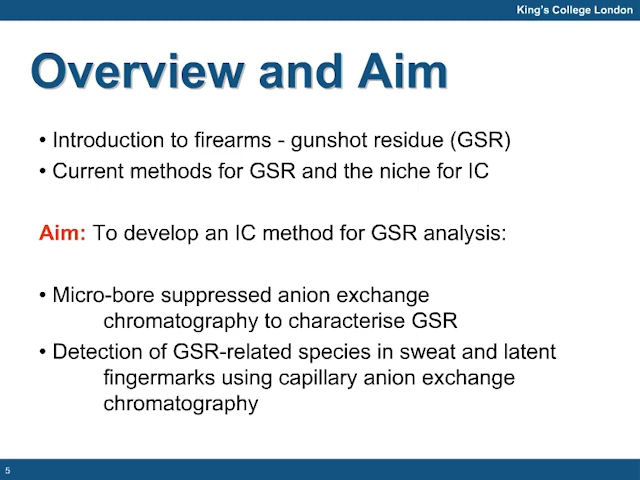 King's College London
Overview and Aim
• Introduction to firearms - gunshot residue (GSR)
• Current methods for GSR and the niche for IC
Aim: To develop an IC method for GSR analysis:
• Micro-bore suppressed anion exchange
chromatography to characterise GSR
• Detection of GSR-related species in sweat and latent
fingermarks using capillary anion exchange
chromatography
5